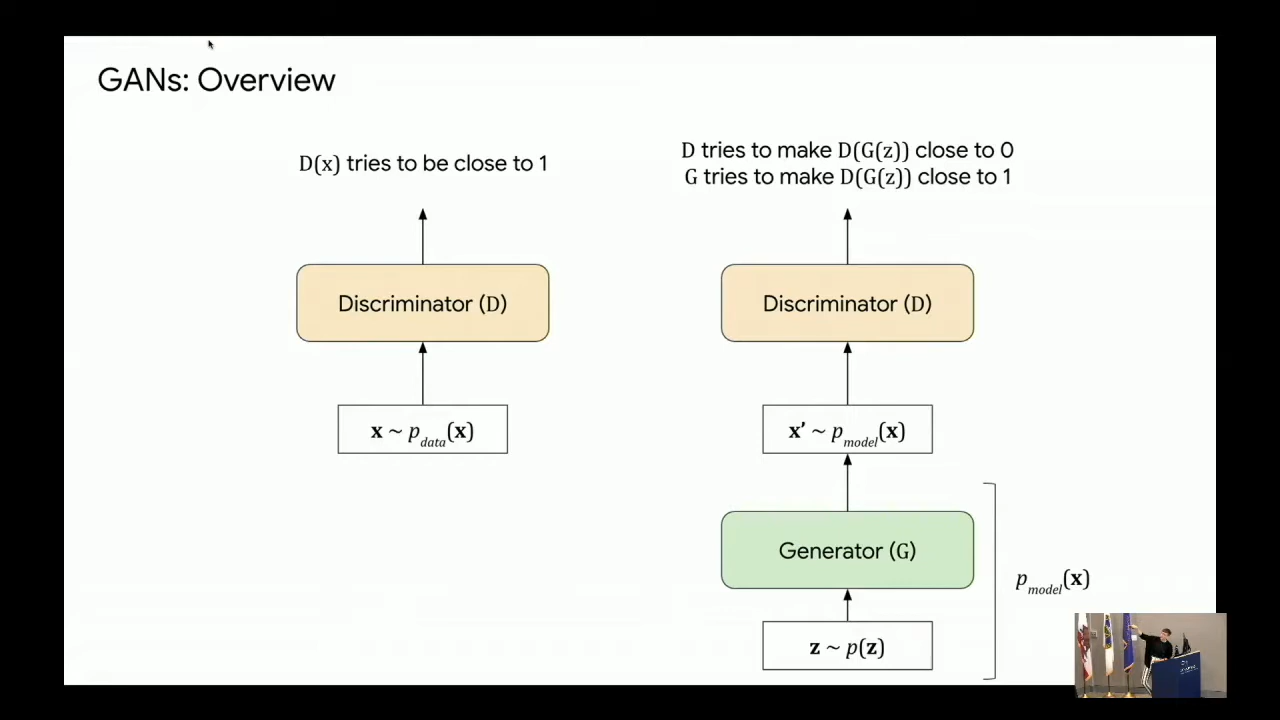 GANs: Overview
D(x) tries to be close to 1
D tries to make D(G(z)) close to 0
G tries to make D(G(z)) close to 1
Discriminator (D)
Discriminator (D)
x ~ p_data(x)
x’ ~ p_model(x)
Generator (G)
p_model(x)
z ~ p(z)